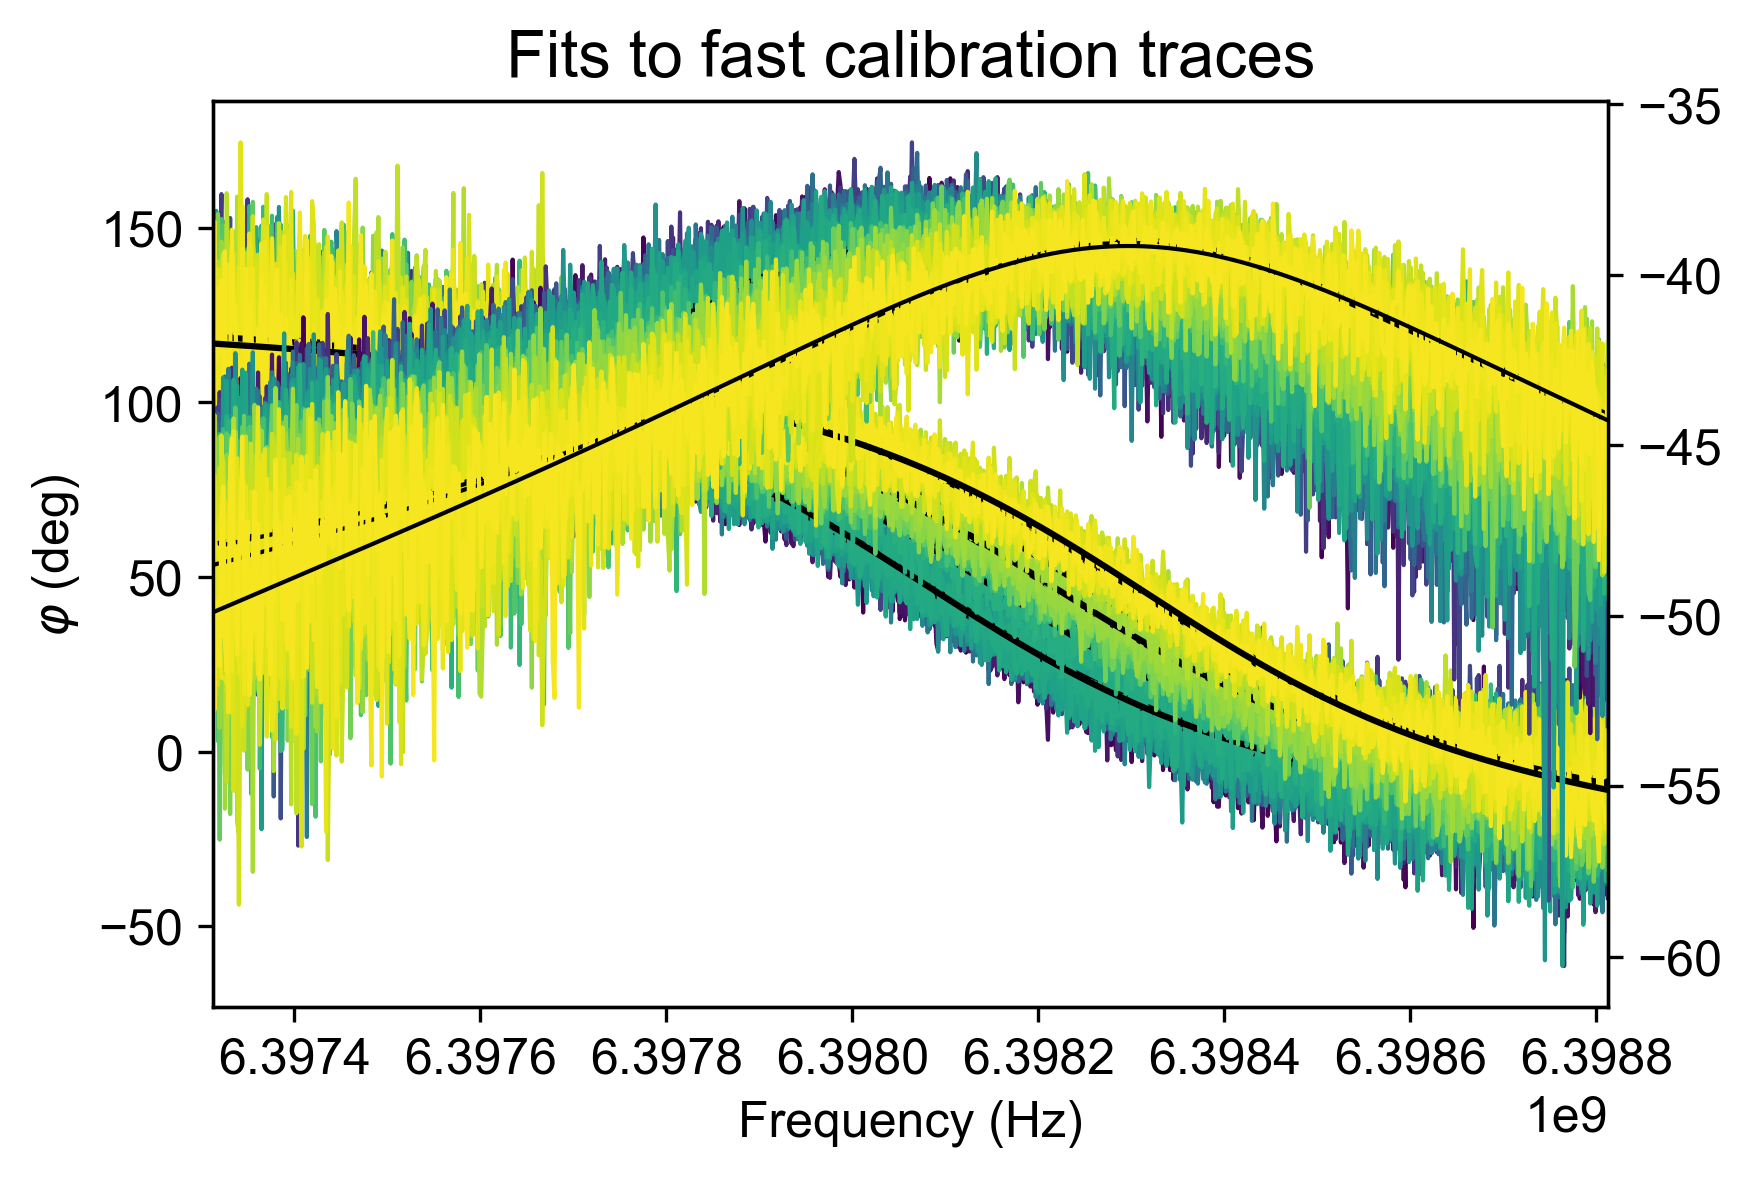 Fits to fast calibration traces
150
100
50
0
−50
φ (deg)
−35
−40
−45
−50
−55
−60
6.3974 6.3976 6.3978 6.3980 6.3982 6.3984 6.3986 6.3988
1e9
Frequency (Hz)